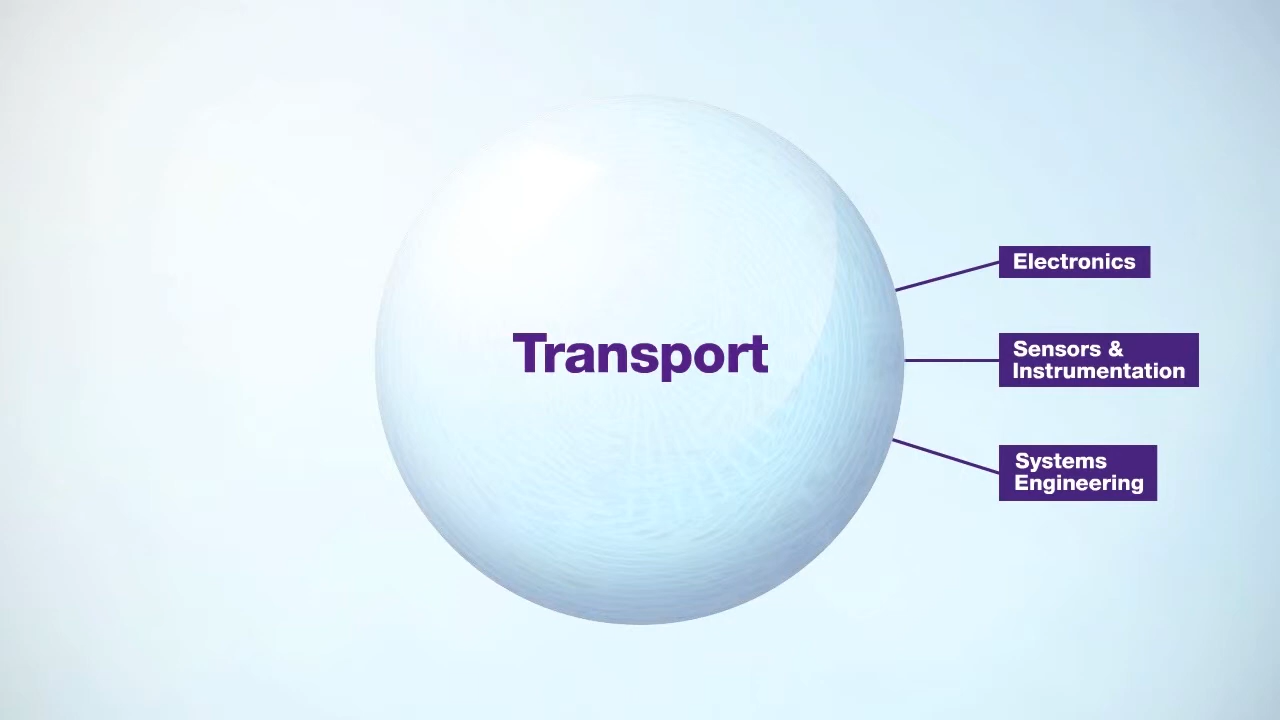 Transport
Electronics
Sensors &
Instrumentation
Systems
Engineering